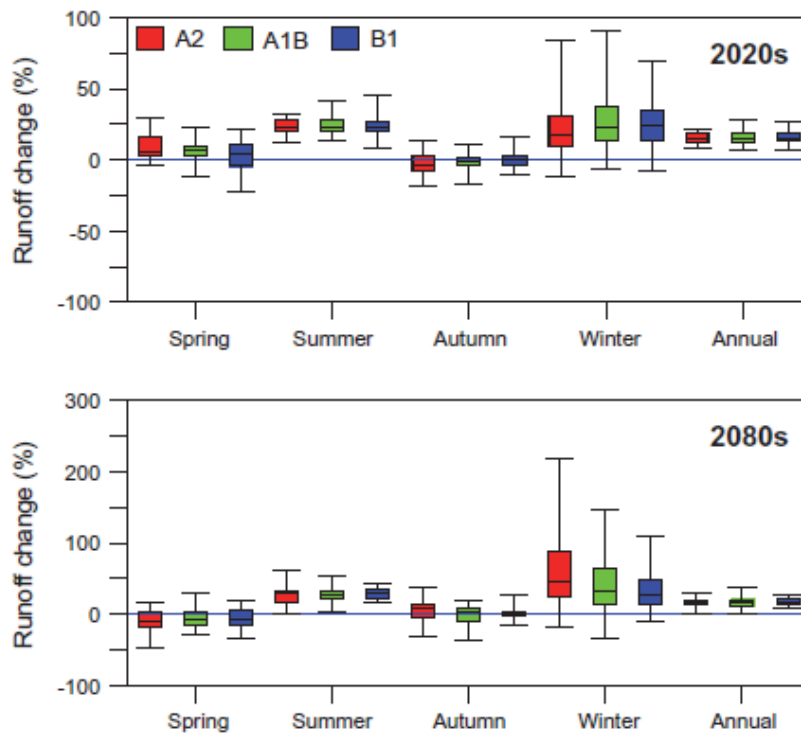 100
A2 A1B B1
2020s
50
0
-50
-100
Runoff change (%)
Spring Summer Autumn Winter Annual
300
2080s
200
100
0
-100
Runoff change (%)
Spring Summer Autumn Winter Annual